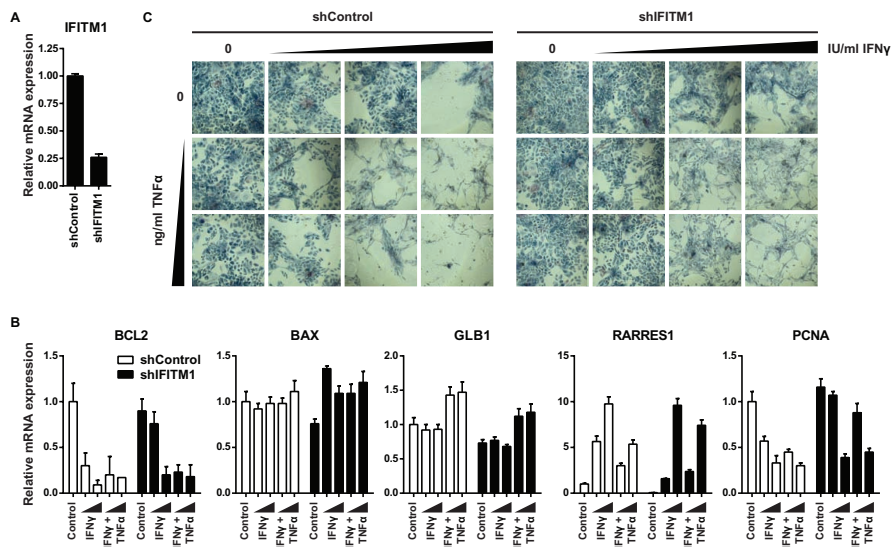 A
IFITM1
Relative mRNA expression
1.25
1.00
0.75
0.50
0.25
0.00
shControl
shIFITM1
C
shControl
shIFITM1
0
0
IU/ml IFNγ
0
ng/ml TNFα
B
BCL2
BAX
GLB1
RARRES1
PCNA
shControl
shIFITM1
Relative mRNA expression
1.5
1.0
0.5
0.0
Control
IFNγ
IFNγ +
TNFα
Control
IFNγ
IFNγ +
TNFα
1.5
1.0
0.5
0.0
Control
IFNγ
IFNγ +
TNFα
Control
IFNγ
IFNγ +
TNFα
2.0
1.5
1.0
0.5
0.0
Control
IFNγ
IFNγ +
TNFα
Control
IFNγ
IFNγ +
TNFα
15
10
5
0
Control
IFNγ
IFNγ +
TNFα
Control
IFNγ
IFNγ +
TNFα
1.5
1.0
0.5
0.0
Control
IFNγ
IFNγ +
TNFα
Control
IFNγ
IFNγ +
TNFα